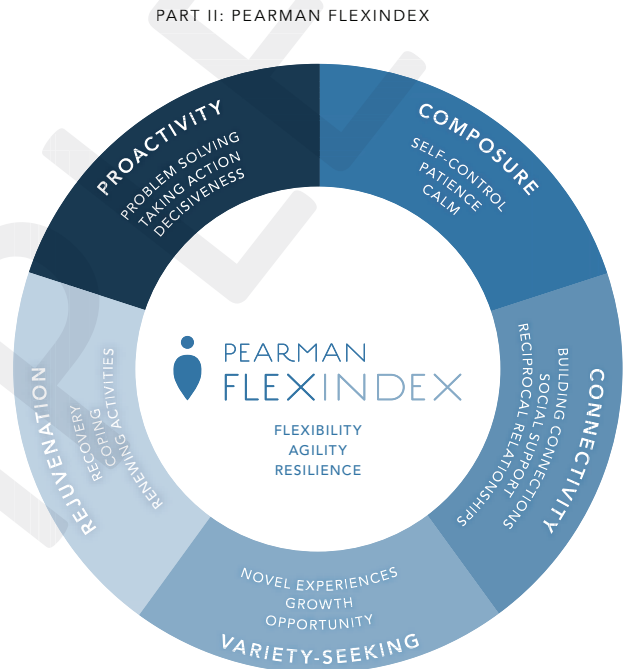 PART II: PEARMAN FLEXINDEX
PROACTIVITY
PROBLEM SOLVING
TAKING ACTION
DECISIVENESS
COMPOSURE
SELF-CONTROL
PATIENCE
CALM
CONNECTIVITY
BUILDING CONNECTIONS
SOCIAL SUPPORT
RECIPROCAL RELATIONSHIPS
VARIETY-SEEKING
NOVEL EXPERIENCES
GROWTH
OPPORTUNITY
REJUVENATION
RECOVERY
COPING
RENEWING ACTIVITIES
PEARMAN
FLEXINDEX
FLEXIBILITY
AGILITY
RESILIENCE